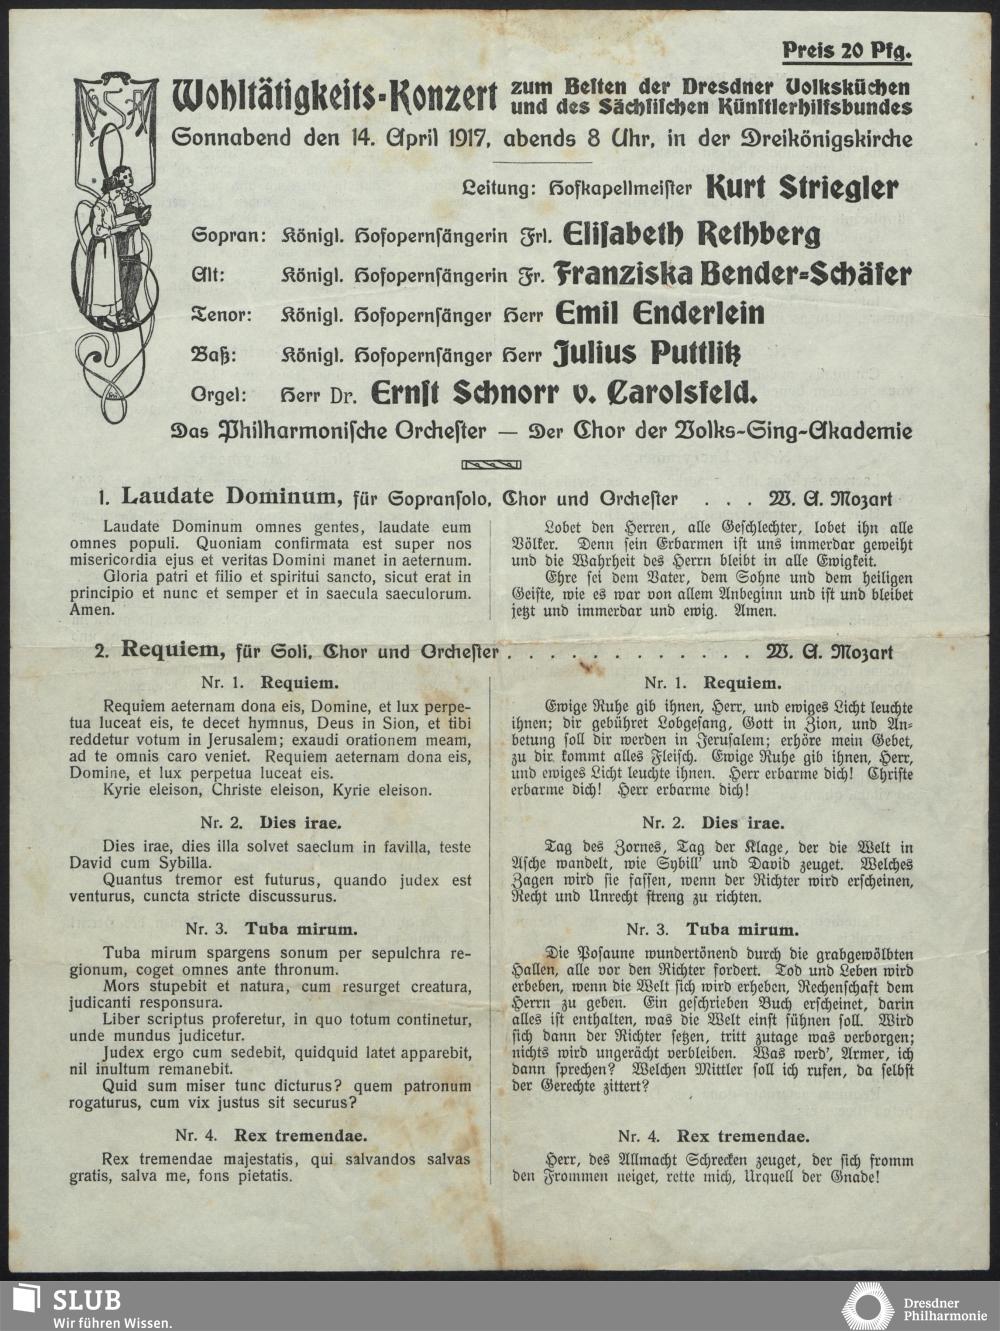 Preis 20 Pfg.
VSA
Wohltätigkeits-Konzert zum Besten der Dresdner Volksküchen
und des Sächsischen Künstlerhilfsbundes
Sonnabend den 14. April 1917, abends 8 Uhr, in der Dreikönigskirche
Leitung: Hofkapellmeister Kurt Striegler
Sopran: Königl. Hofopernsängerin Frl. Elisabeth Rethberg
Alt: Königl. Hofopernsängerin Fr. Franziska Bender-Schäfer
Tenor: Königl. Hofopernsänger Herr Emil Enderlein
Baß: Königl. Hofopernsänger Herr Julius Puttlitz
Orgel: Herr Dr. Ernst Schnorr v. Carolsfeld.
Das Philharmonische Orchester — Der Chor der Volks-Sing-Akademie
1. Laudate Dominum, für Sopransolo, Chor und Orchester . . . W. A. Mozart
Laudate Dominum omnes gentes, laudate eum
omnes populi. Quoniam confirmata est super nos
misericordia ejus et veritas Domini manet in aeternum.
Gloria patri et filio et spiritui sancto, sicut erat in
principio et nunc et semper et in saecula saeculorum.
Amen.
Lobet den Herren, alle Geschlechter, lobet ihn alle
Völker. Denn sein Erbarmen ist uns immerdar geweiht
und die Wahrheit des Herrn bleibt in alle Ewigkeit.
Ehre sei dem Vater, dem Sohne und dem heiligen
Geiste, wie es war von allem Anbeginn und ist und bleibet
jetzt und immerdar und ewig. Amen.
2. Requiem, für Soli, Chor und Orchester . . . . . . . . . . . . . W. A. Mozart
Nr. 1. Requiem.
Requiem aeternam dona eis, Domine, et lux perpe-
tua luceat eis, te decet hymnus, Deus in Sion, et tibi
reddetur votum in Jerusalem; exaudi orationem meam,
ad te omnis caro veniet. Requiem aeternam dona eis,
Domine, et lux perpetua luceat eis.
Kyrie eleison, Christe eleison, Kyrie eleison.
Nr. 2. Dies irae.
Dies irae, dies illa solvet saeclum in favilla, teste
David cum Sybilla.
Quantus tremor est futurus, quando judex est
venturus, cuncta stricte discussurus.
Nr. 3. Tuba mirum.
Tuba mirum spargens sonum per sepulchra re-
gionum, coget omnes ante thronum.
Mors stupebit et natura, cum resurget creatura,
judicanti responsura.
Liber scriptus proferetur, in quo totum continetur,
unde mundus judicetur.
Judex ergo cum sedebit, quidquid latet apparebit,
nil inultum remanebit.
Quid sum miser tunc dicturus? quem patronum
rogaturus, cum vix justus sit securus?
Nr. 4. Rex tremendae.
Rex tremendae majestatis, qui salvandos salvas
gratis, salva me, fons pietatis.
Nr. 1. Requiem.
Ewige Ruhe gib ihnen, Herr, und ewiges Licht leuchte
ihnen; dir gebühret Lobgesang, Gott in Zion, und An-
betung soll dir werden in Jerusalem; erhöre mein Gebet,
zu dir kommt alles Fleisch. Ewige Ruhe gib ihnen, Herr,
und ewiges Licht leuchte ihnen. Herr erbarme dich! Christe
erbarme dich! Herr erbarme dich!
Nr. 2. Dies irae.
Tag des Zornes, Tag der Klage, der die Welt in
Asche wandelt, wie Sybill' und David zeuget. Welches
Zagen wird sie fassen, wenn der Richter wird erscheinen,
Recht und Unrecht streng zu richten.
Nr. 3. Tuba mirum.
Die Posaune wundertönend durch die grabgewölbten
Hallen, alle vor den Richter fordert. Tod und Leben wird
erbeben, wenn die Welt sich wird erheben, Rechenschaft dem
Herrn zu geben. Ein geschrieben Buch erscheinet, darin
alles ist enthalten, was die Welt einst sühnen soll. Wird
sich dann der Richter setzen, tritt zutage was verborgen;
nichts wird ungerächt verbleiben. Was werd', Armer, ich
dann sprechen? Welchen Mittler soll ich rufen, da selbst
der Gerechte zittert?
Nr. 4. Rex tremendae.
Herr, des Allmacht Schrecken zeuget, der sich fromm
den Frommen neiget, rette mich, Urquell der Gnade!
SLUB
Wir führen Wissen.
Dresdner
Philharmonie